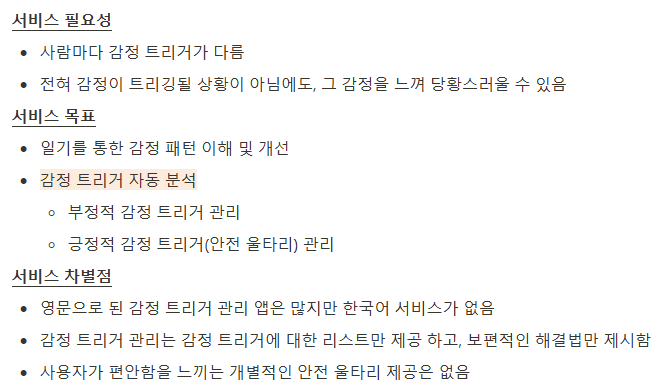 서비스 필요성
• 사람마다 감정 트리거가 다름
• 전혀 감정이 트리깅될 상황이 아님에도, 그 감정을 느껴 당황스러울 수 있음
서비스 목표
• 일기를 통한 감정 패턴 이해 및 개선
• 감정 트리거 자동 분석
◦ 부정적 감정 트리거 관리
◦ 긍정적 감정 트리거(안전 울타리) 관리
서비스 차별점
• 영문으로 된 감정 트리거 관리 앱은 많지만 한국어 서비스가 없음
• 감정 트리거 관리는 감정 트리거에 대한 리스트만 제공 하고, 보편적인 해결법만 제시함
• 사용자가 편안함을 느끼는 개별적인 안전 울타리 제공은 없음